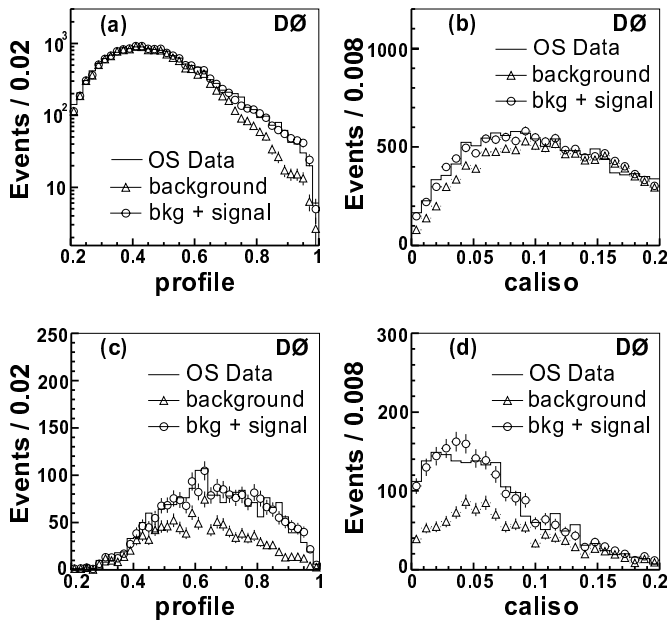 (a) DØ
Events / 0.02
10³
10²
10
OS Data
background
bkg + signal
0.2 0.4 0.6 0.8 1
profile
(b) DØ
Events / 0.008
1000
500
0
OS Data
background
bkg + signal
0 0.05 0.1 0.15 0.2
caliso
(c) DØ
Events / 0.02
250
200
150
100
50
0
OS Data
background
bkg + signal
0.2 0.4 0.6 0.8 1
profile
(d) DØ
Events / 0.008
300
200
100
0
OS Data
background
bkg + signal
0 0.05 0.1 0.15 0.2
caliso